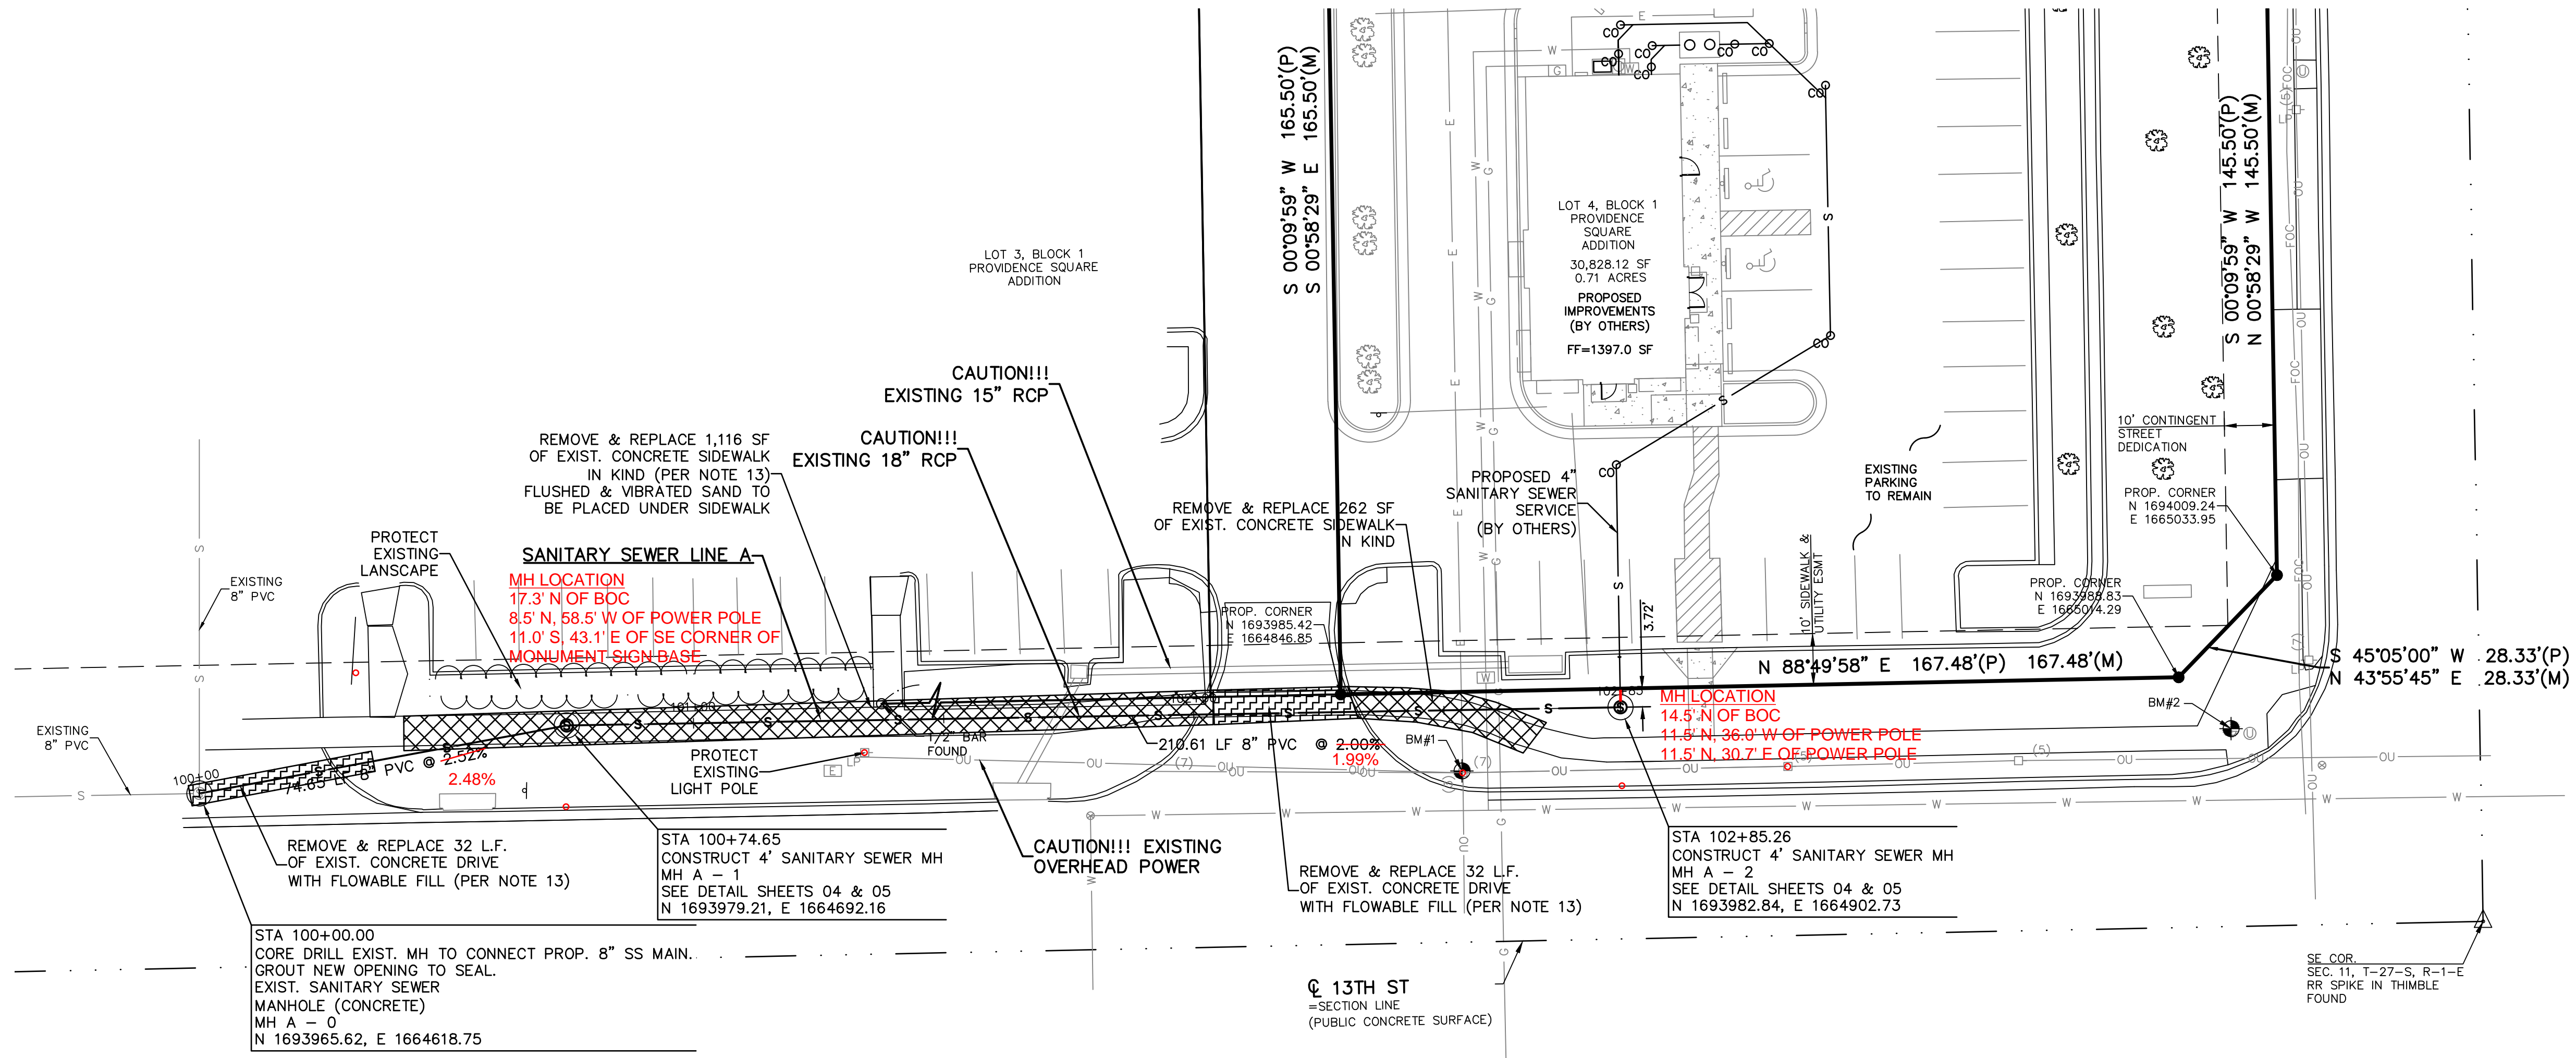 S 00°09'59" W 165.50'(P)
S 00°58'29" E 165.50'(M)
S 00°09'59" W 145.50'(P)
N 00°58'29" W 145.50'(M)
LOT 3, BLOCK 1
PROVIDENCE SQUARE
ADDITION
LOT 4, BLOCK 1
PROVIDENCE
SQUARE
ADDITION
30,828.12 SF
0.71 ACRES
PROPOSED
IMPROVEMENTS
(BY OTHERS)
FF=1397.0 SF
CAUTION!!!
EXISTING 15" RCP
CAUTION!!!
EXISTING 18" RCP
REMOVE & REPLACE 1,116 SF
OF EXIST. CONCRETE SIDEWALK
IN KIND (PER NOTE 13)
FLUSHED & VIBRATED SAND TO
BE PLACED UNDER SIDEWALK
REMOVE & REPLACE 262 SF
OF EXIST. CONCRETE SIDEWALK
IN KIND
PROPOSED 4"
SANITARY SEWER
SERVICE
(BY OTHERS)
EXISTING
PARKING
TO REMAIN
10' CONTINGENT
STREET
DEDICATION
PROP. CORNER
N 1694009.24
E 1665033.95
PROTECT
EXISTING
LANSCAPE
SANITARY SEWER LINE A
MH LOCATION
17.3' N OF BOC
8.5' N, 58.5' W OF POWER POLE
11.0' S, 43.1' E OF SE CORNER OF
MONUMENT SIGN BASE
EXISTING
8" PVC
EXISTING
8" PVC
PROP. CORNER
N 1693985.42
E 1664846.85
3.72'
10' SIDEWALK &
UTILITY ESMT
PROP. CORNER
N 1693988.83
E 1665014.29
N 88°49'58" E 167.48'(P) 167.48'(M)
S 45°05'00" W 28.33'(P)
N 43°55'45" E 28.33'(M)
MH LOCATION
14.5' N OF BOC
11.5' N, 36.0' W OF POWER POLE
11.5' N, 30.7' E OF POWER POLE
BM#2
BM#1
1/2" BAR
FOUND
PROTECT
EXISTING
LIGHT POLE
210.61 LF 8" PVC @ 2.00%
1.99%
100+00
74.65 LF 8" PVC @ 2.52%
2.48%
REMOVE & REPLACE 32 L.F.
OF EXIST. CONCRETE DRIVE
WITH FLOWABLE FILL (PER NOTE 13)
STA 100+74.65
CONSTRUCT 4' SANITARY SEWER MH
MH A - 1
SEE DETAIL SHEETS 04 & 05
N 1693979.21, E 1664692.16
CAUTION!!! EXISTING
OVERHEAD POWER
REMOVE & REPLACE 32 L.F.
OF EXIST. CONCRETE DRIVE
WITH FLOWABLE FILL (PER NOTE 13)
STA 102+85.26
CONSTRUCT 4' SANITARY SEWER MH
MH A - 2
SEE DETAIL SHEETS 04 & 05
N 1693982.84, E 1664902.73
STA 100+00.00
CORE DRILL EXIST. MH TO CONNECT PROP. 8" SS MAIN.
GROUT NEW OPENING TO SEAL.
EXIST. SANITARY SEWER
MANHOLE (CONCRETE)
MH A - 0
N 1693965.62, E 1664618.75
℄ 13TH ST
=SECTION LINE
(PUBLIC CONCRETE SURFACE)
SE COR.
SEC. 11, T-27-S, R-1-E
RR SPIKE IN THIMBLE
FOUND